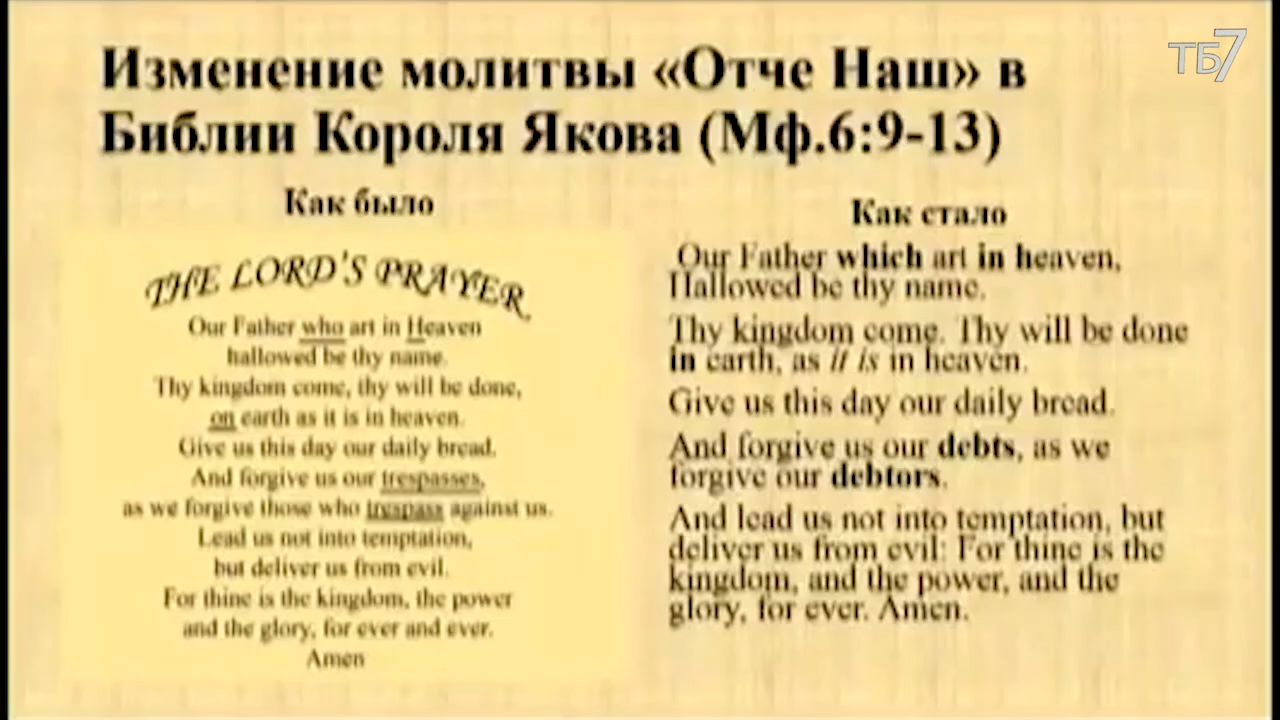 ТБ7
Изменение молитвы «Отче Наш» в
Библии Короля Якова (Мф.6:9-13)
Как было
THE LORD'S PRAYER
Our Father who art in Heaven
hallowed be thy name.
Thy kingdom come, thy will be done,
on earth as it is in heaven.
Give us this day our daily bread.
And forgive us our trespasses,
as we forgive those who trespass against us.
Lead us not into temptation,
but deliver us from evil.
For thine is the kingdom, the power
and the glory, for ever and ever.
Amen
Как стало
Our Father which art in heaven,
Hallowed be thy name.
Thy kingdom come. Thy will be done
in earth, as it is in heaven.
Give us this day our daily bread.
And forgive us our debts, as we
forgive our debtors.
And lead us not into temptation, but
deliver us from evil: For thine is the
kingdom, and the power, and the
glory, for ever. Amen.